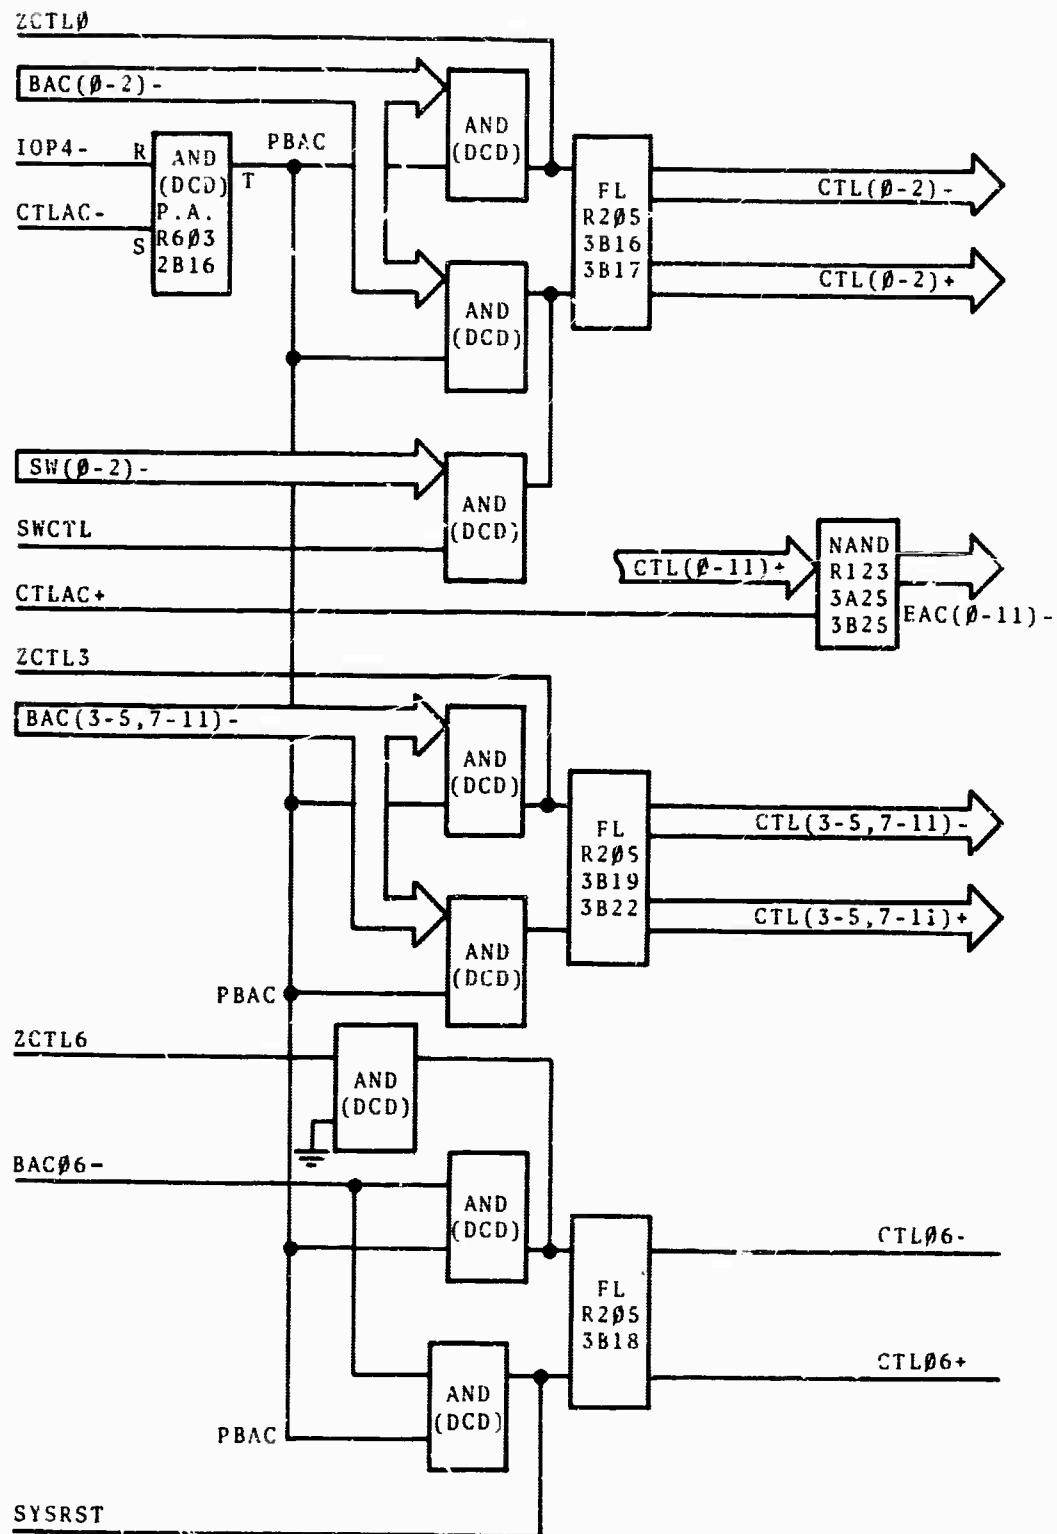 ZCTLØ
BAC(Ø-2)-
AND
(DCD)
IOP4-
R
AND
(DCD)
P.A.
R6Ø3
2B16
T
PBAC
CTLAC-
S
FL
R2Ø5
3B16
3B17
CTL(Ø-2)-
CTL(Ø-2)+
AND
(DCD)
SW(Ø-2)-
AND
(DCD)
SWCTL
CTL(Ø-11)+
NAND
R123
3A25
3B25
CTLAC+
EAC(Ø-11)-
ZCTL3
BAC(3-5,7-11)-
AND
(DCD)
FL
R2Ø5
3B19
3B22
CTL(3-5,7-11)-
CTL(3-5,7-11)+
AND
(DCD)
PBAC
ZCTL6
AND
(DCD)
BACØ6-
AND
(DCD)
CTLØ6-
FL
R2Ø5
3B18
CTLØ6+
AND
(DCD)
PBAC
SYSRST